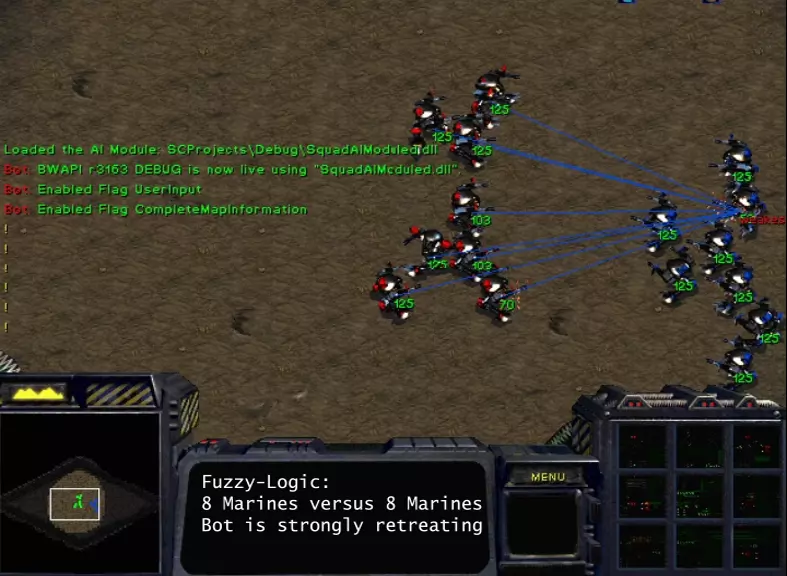 125
125
125
125
Loaded the AI Module: SCProjects\Debug\SquadAIModuled.dll
Bot: BWAPI r3163 DEBUG is now live using "SquadAIModuled.dll".
Bot: Enabled Flag UserInput
Bot: Enabled Flag CompleteMapInformation
103
125
125
125
103
125
125
70
125
125
125
!
!
!
!
!
!
MENU
Fuzzy-Logic:
8 Marines versus 8 Marines
Bot is strongly retreating